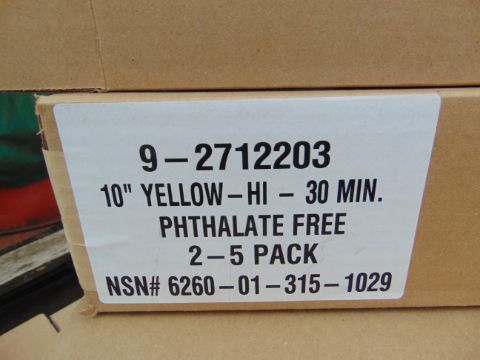 9-2712203
10" YELLOW-HI - 30 MIN.
PHTHALATE FREE
2-5 PACK
NSN# 6260-01-315-1029